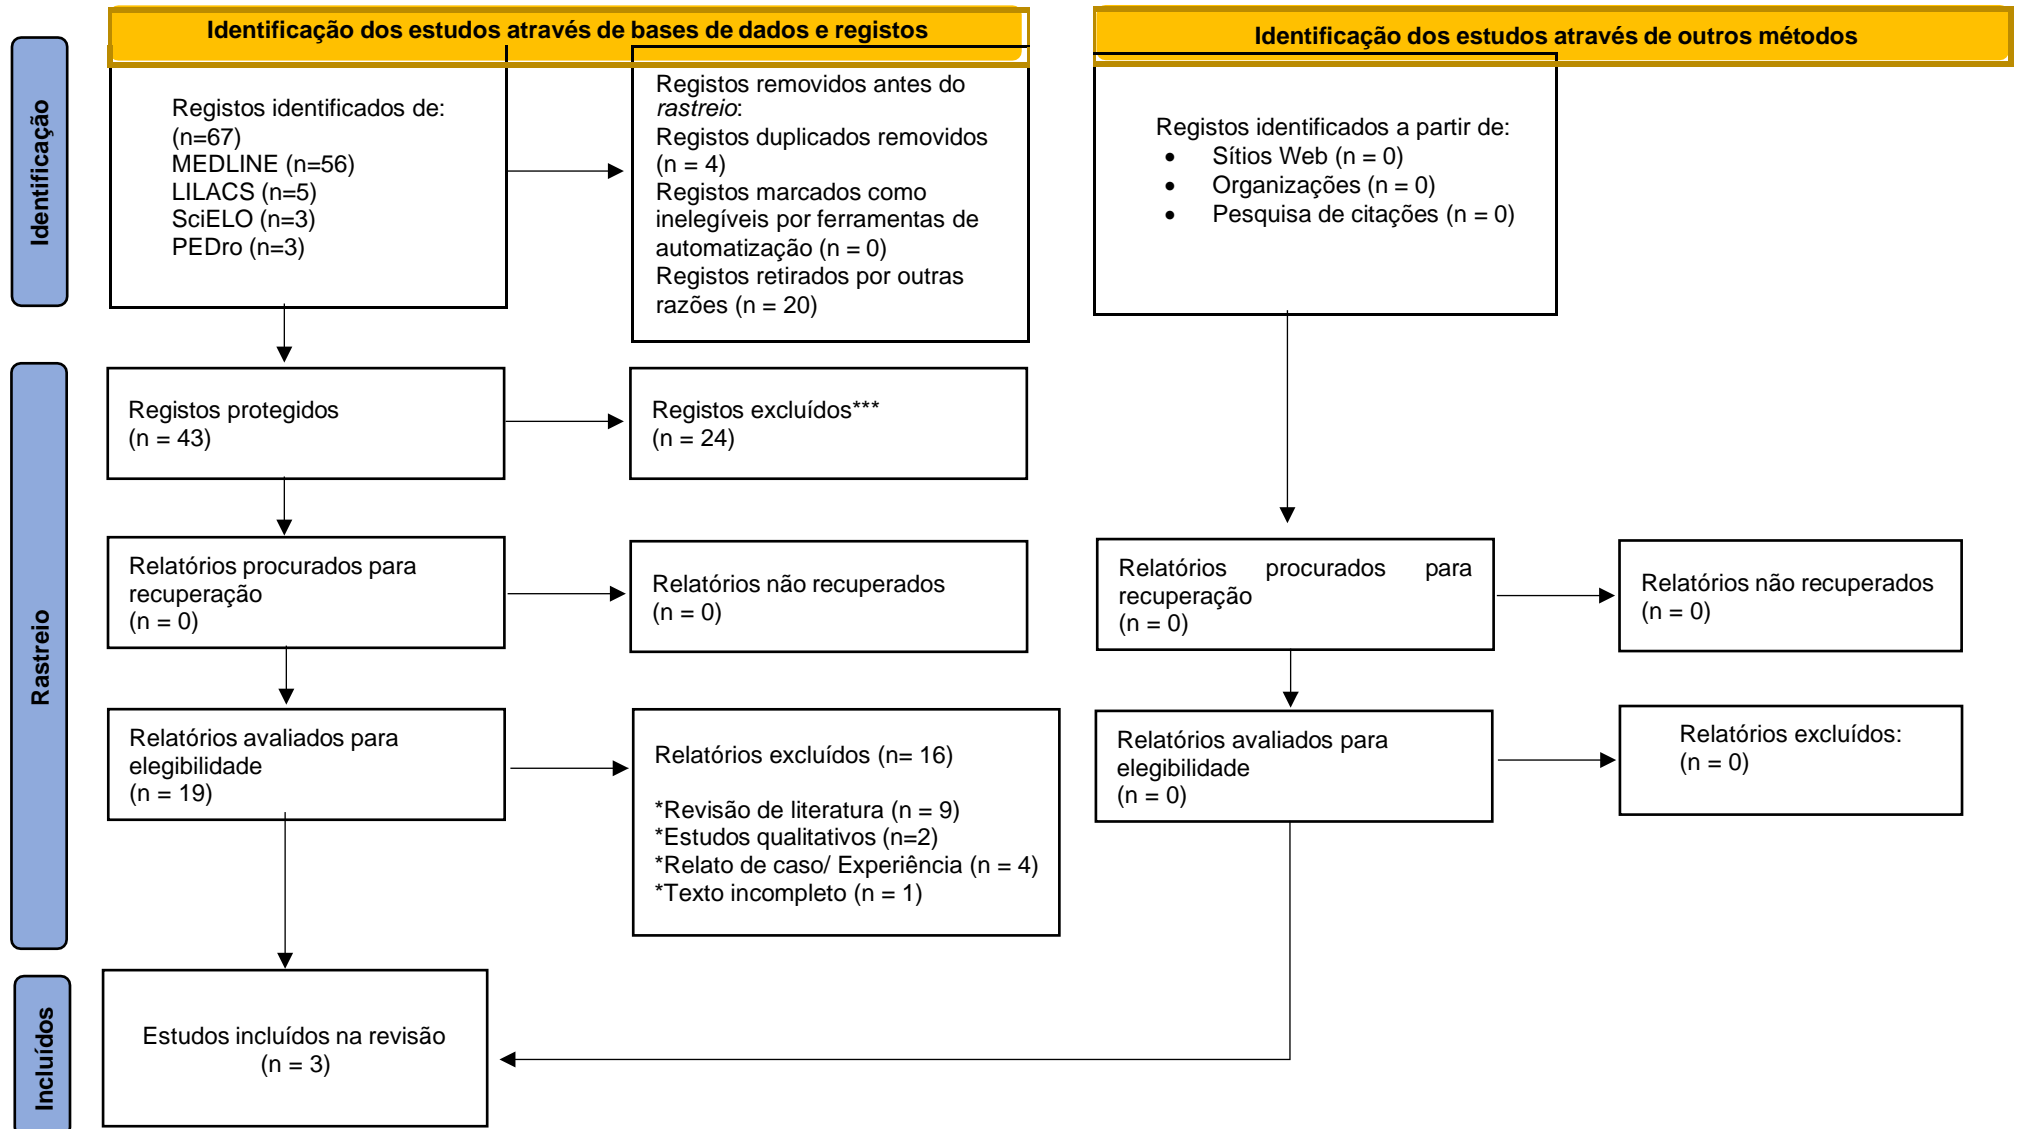 Identificação dos estudos através de bases de dados e registos
Identificação dos estudos através de outros métodos
Identificação
Registos identificados de:
(n=67)
MEDLINE (n=56)
LILACS (n=5)
SciELO (n=3)
PEDro (n=3)
Registos removidos antes do
rastreio:
Registos duplicados removidos
(n = 4)
Registos marcados como
inelegíveis por ferramentas de
automatização (n = 0)
Registos retirados por outras
razões (n = 20)
Registos identificados a partir de:
• Sítios Web (n = 0)
• Organizações (n = 0)
• Pesquisa de citações (n = 0)
Rastreio
Registos protegidos
(n = 43)
Registos excluídos***
(n = 24)
Relatórios procurados para
recuperação
(n = 0)
Relatórios não recuperados
(n = 0)
Relatórios procurados para
recuperação
(n = 0)
Relatórios não recuperados
(n = 0)
Relatórios avaliados para
elegibilidade
(n = 19)
Relatórios excluídos (n= 16)
*Revisão de literatura (n = 9)
*Estudos qualitativos (n=2)
*Relato de caso/ Experiência (n = 4)
*Texto incompleto (n = 1)
Relatórios avaliados para
elegibilidade
(n = 0)
Relatórios excluídos:
(n = 0)
Incluídos
Estudos incluídos na revisão
(n = 3)